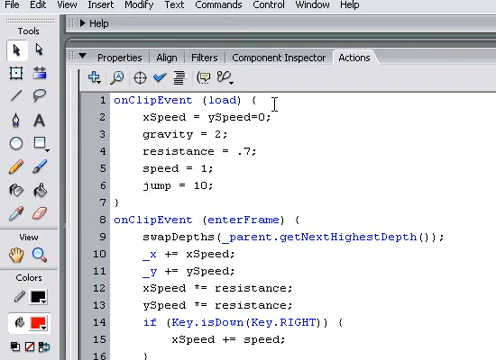 File Edit View Insert Modify Text Commands Control Window Help
Help
Tools
Properties Align Filters Component Inspector Actions
1 onClipEvent (load) {
2 xSpeed = ySpeed=0;
3 gravity = 2;
4 resistance = .7;
5 speed = 1;
6 jump = 10;
7 }
8 onClipEvent (enterFrame) {
9 swapDepths(_parent.getNextHighestDepth());
10 _x += xSpeed;
11 _y += ySpeed;
12 xSpeed *= resistance;
13 ySpeed *= resistance;
14 if (Key.isDown(Key.RIGHT)) {
15 xSpeed += speed;
16 }
A
View
Colors